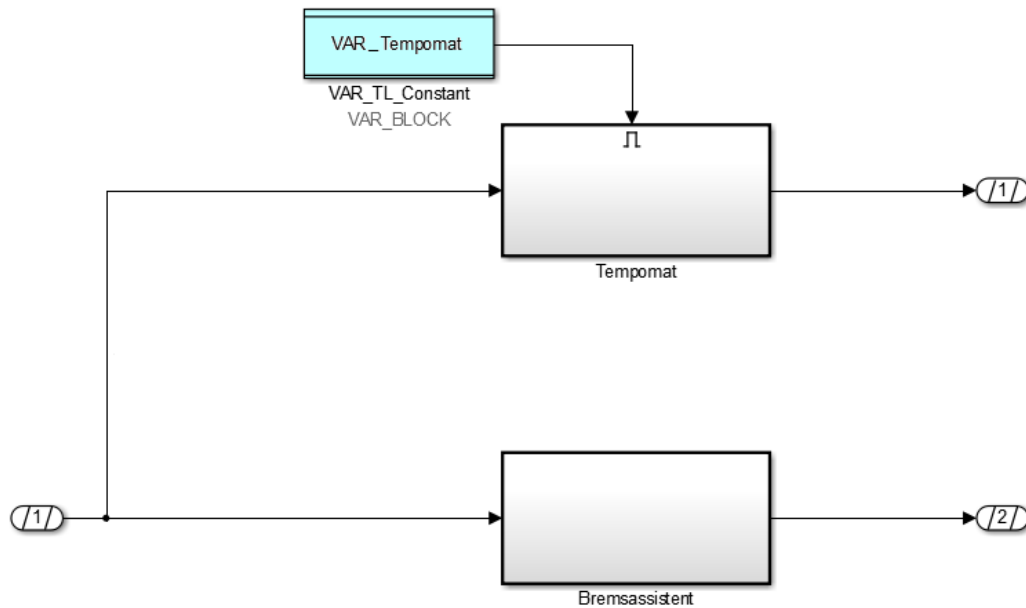 VAR_Tempomat
VAR_TL_Constant
VAR_BLOCK
Tempomat
/1/
/1/
Bremsassistent
/2/